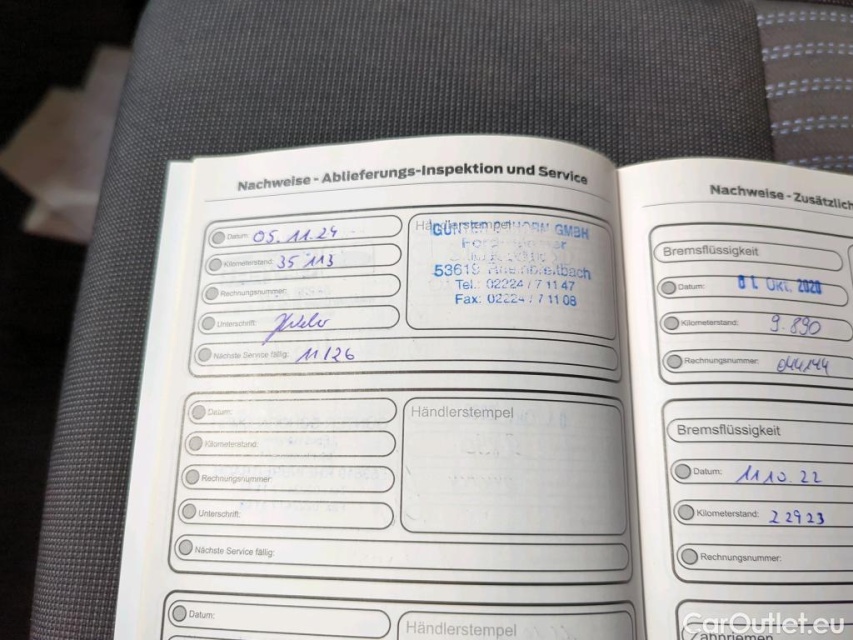 Nachweise - Ablieferungs-Inspektion und Service
Datum: 05.11.24
Kilometerstand: 35 113
Rechnungsnummer:
Unterschrift:
Nächste Service fällig: 11/26
Händlerstempel
GMBH
53619 Rheinbreitbach
Tel.: 02224 / 7 11 47
Fax: 02224 / 7 11 08
Datum:
Kilometerstand:
Rechnungsnummer:
Unterschrift:
Nächste Service fällig:
Händlerstempel
Datum:
Händlerstempel
Nachweise - Zusätzlich
Bremsflüssigkeit
Datum: 01. Okt. 2020
Kilometerstand: 9.890
Rechnungsnummer: 044144
Bremsflüssigkeit
Datum: 11.10.22
Kilometerstand: 22923
Rechnungsnummer:
CarOutlet.eu